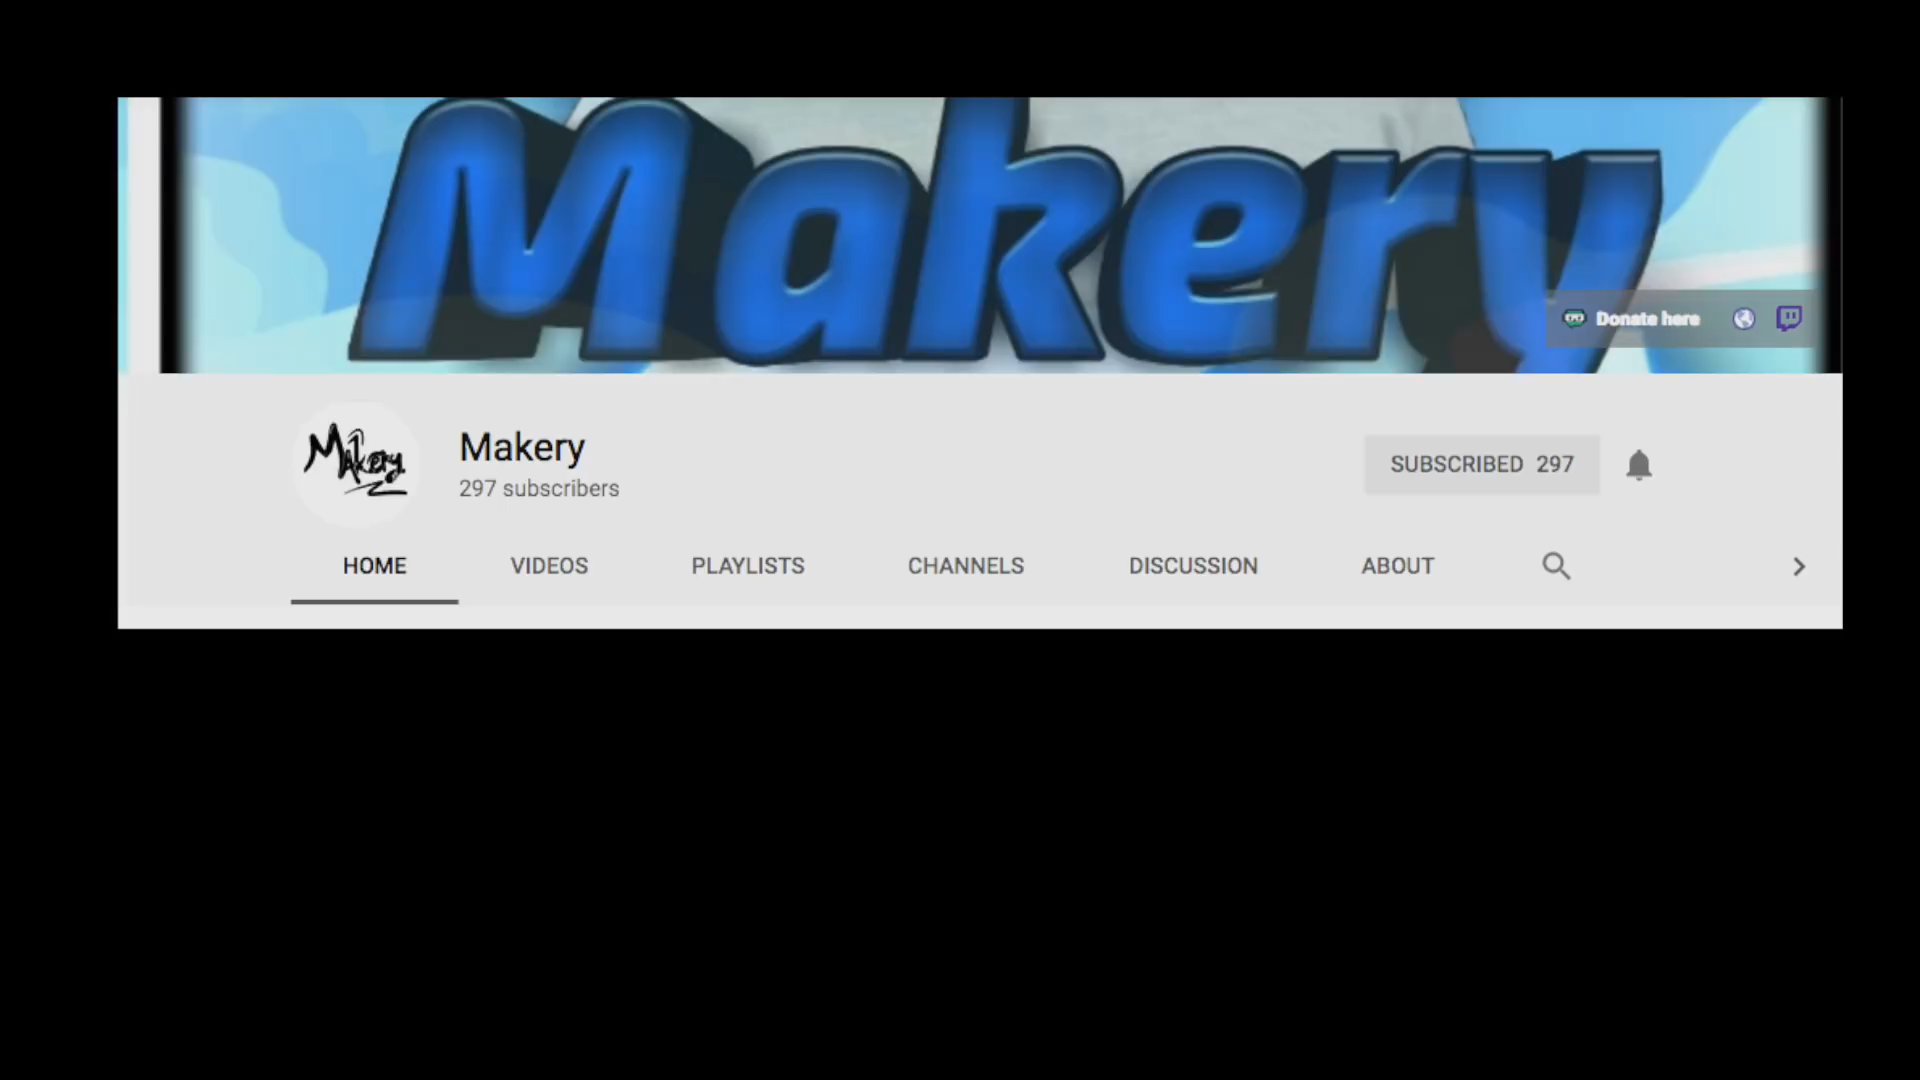 Makery
Donate here
Makery
Makery
297 subscribers
SUBSCRIBED 297
HOME VIDEOS PLAYLISTS CHANNELS DISCUSSION ABOUT